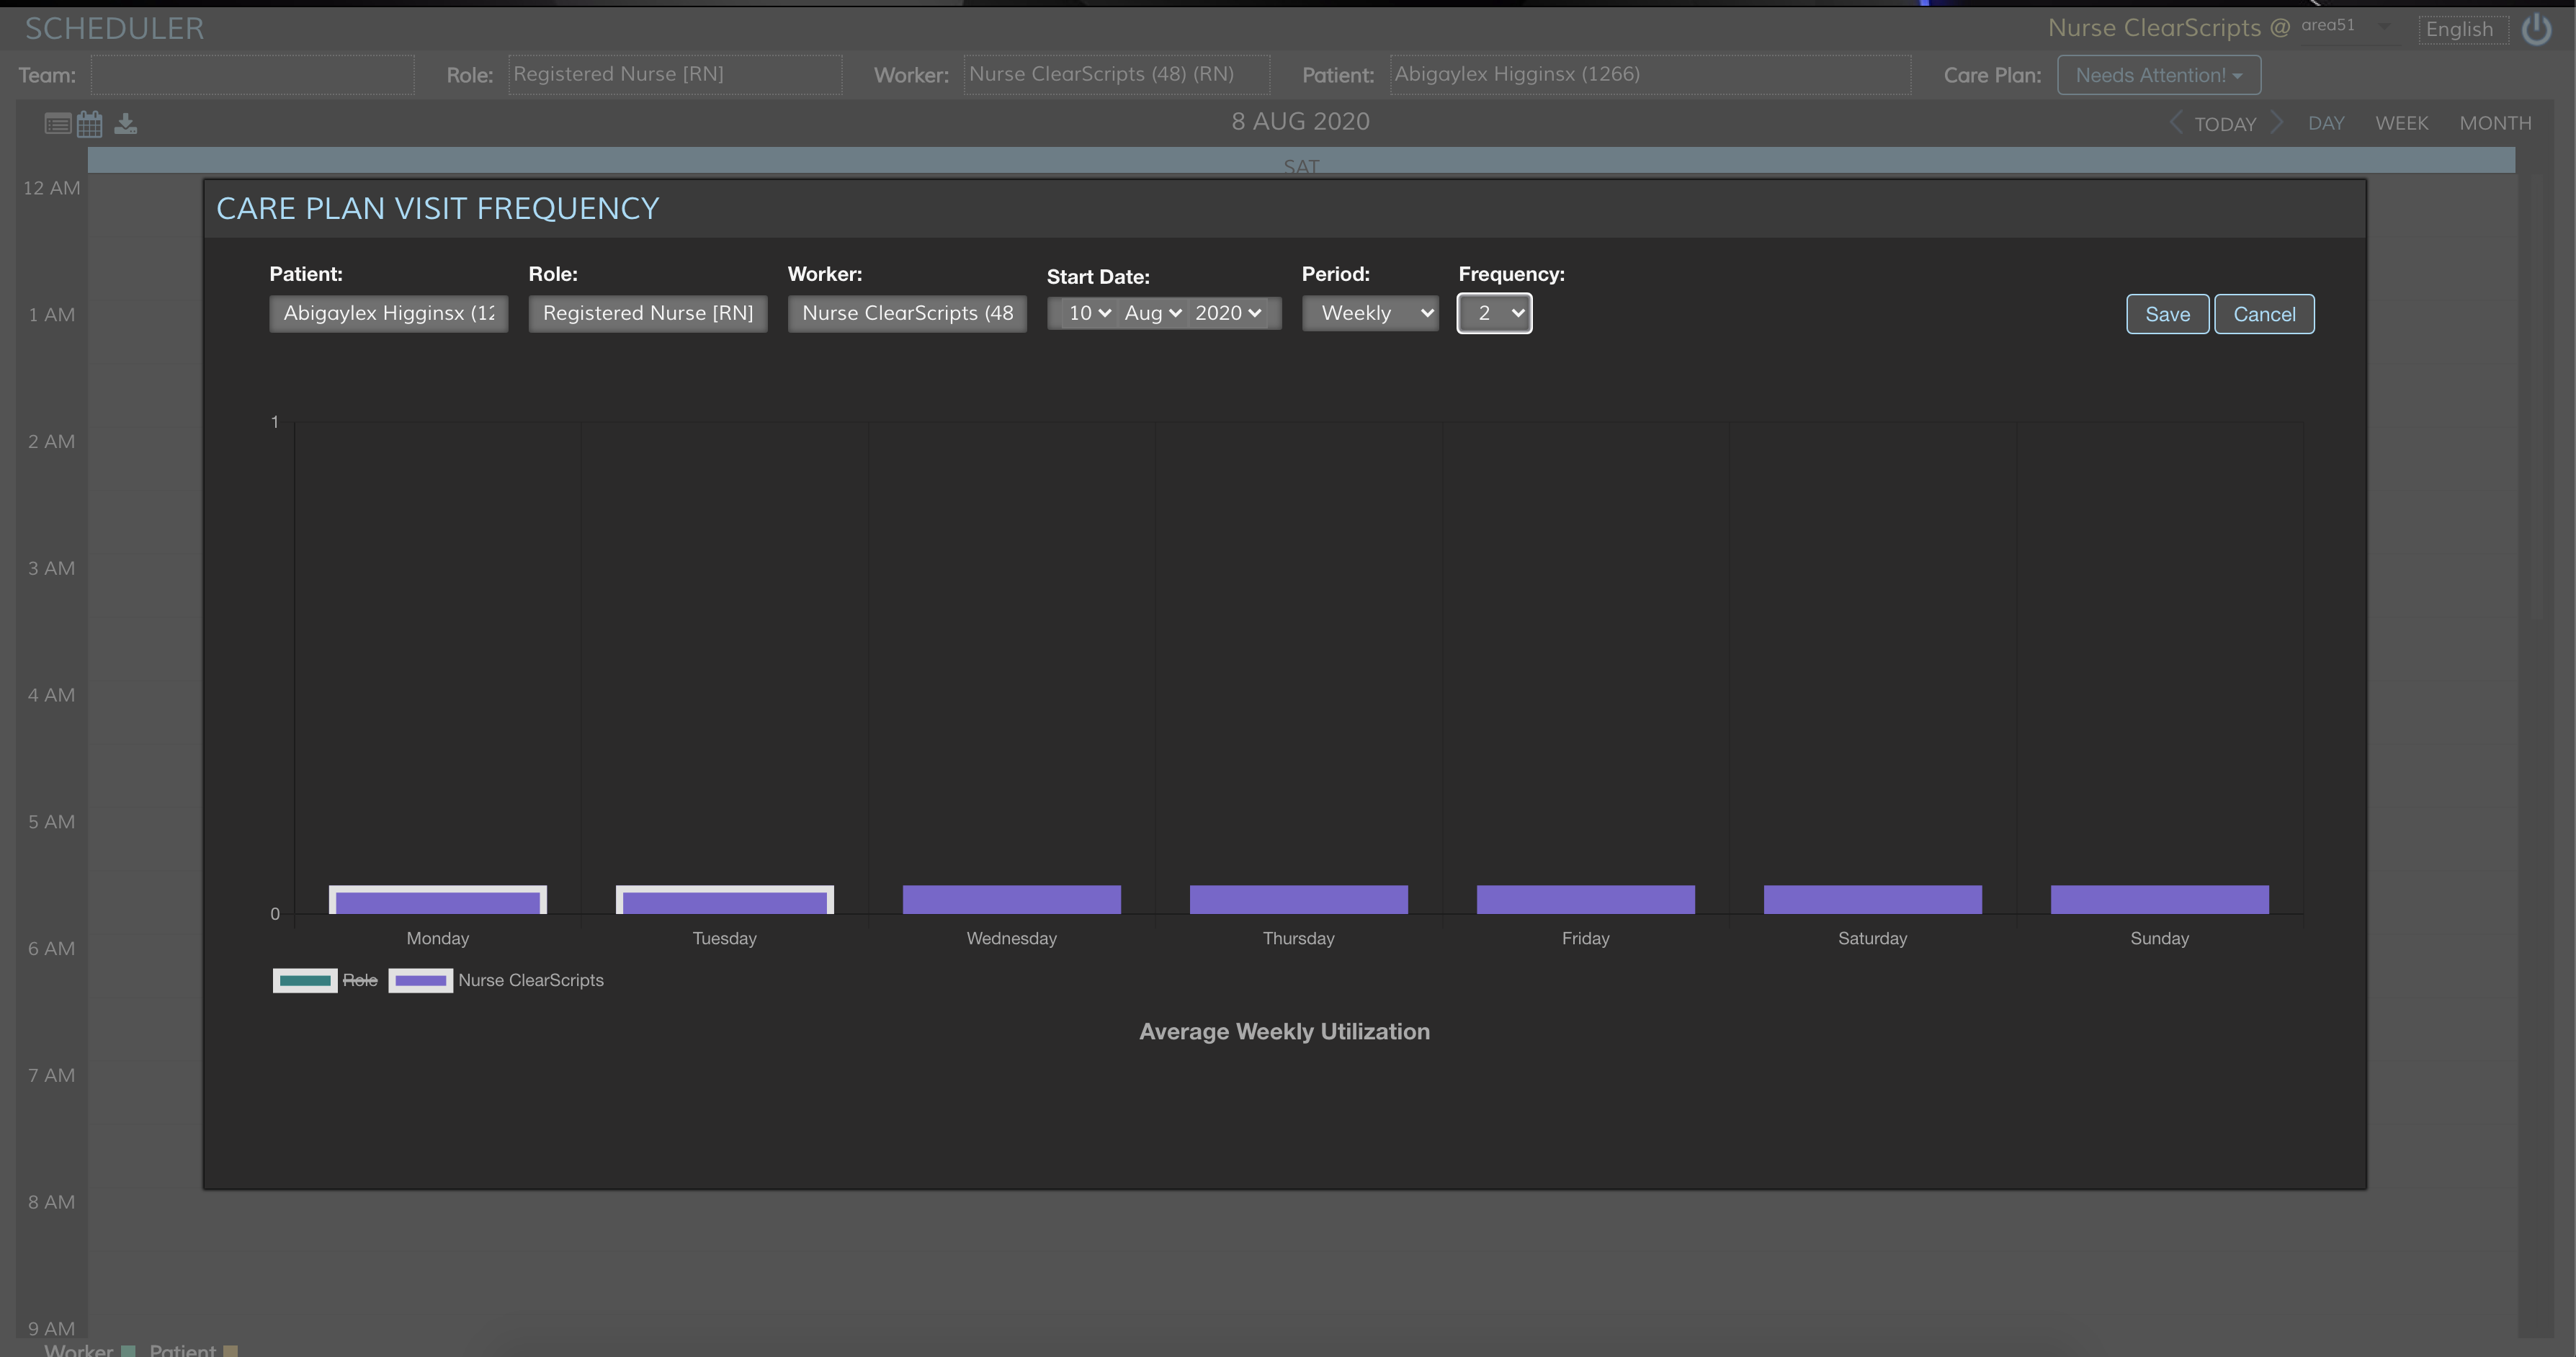 SCHEDULER
Nurse ClearScripts @ area51 English
Team: Role: Registered Nurse [RN] Worker: Nurse ClearScripts (48) (RN) Patient: Abigaylex Higginsx (1266) Care Plan: Needs Attention!
8 AUG 2020
TODAY DAY WEEK MONTH
SAT
12 AM
CARE PLAN VISIT FREQUENCY
Patient: Role: Worker: Start Date: Period: Frequency:
Abigaylex Higginsx (12 Registered Nurse [RN] Nurse ClearScripts (48 10 Aug 2020 Weekly 2 Save Cancel
1 AM
1
2 AM
3 AM
4 AM
5 AM
0
Monday Tuesday Wednesday Thursday Friday Saturday Sunday
6 AM
Role Nurse ClearScripts
Average Weekly Utilization
7 AM
8 AM
9 AM
Worker Patient